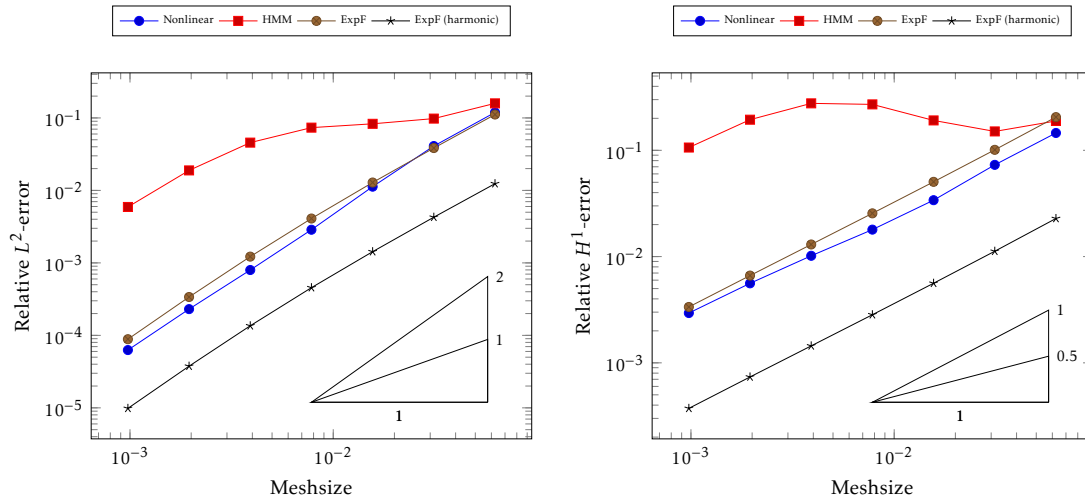 Nonlinear HMM ExpF ExpF (harmonic)
10^−1
10^−2
10^−3
10^−4
10^−5
Relative L^2-error
2
1
1
10^−3 10^−2
Meshsize
Nonlinear HMM ExpF ExpF (harmonic)
10^−1
10^−2
10^−3
Relative H^1-error
1
0.5
1
10^−3 10^−2
Meshsize